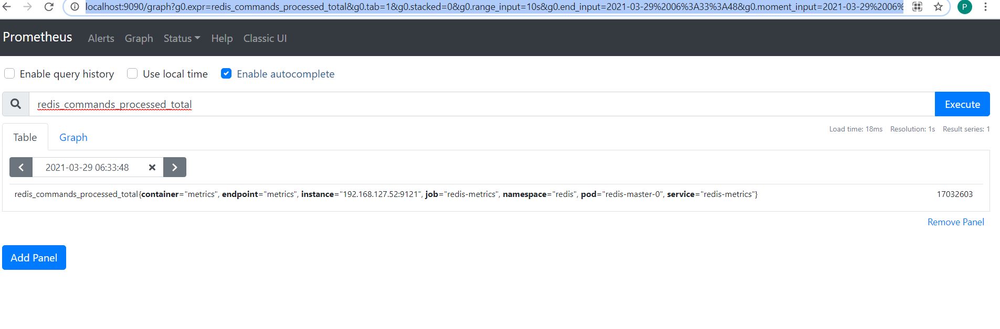 localhost:9090/graph?g0.expr=redis_commands_processed_total&g0.tab=1&g0.stacked=0&g0.range_input=10s&g0.end_input=2021-03-29%2006%3A33%3A48&g0.moment_input=2021-03-29%2006% P
Prometheus Alerts Graph Status Help Classic UI
Enable query history Use local time Enable autocomplete
redis_commands_processed_total Execute
Table Graph Load time: 18ms Resolution: 1s Result series: 1
2021-03-29 06:33:48
redis_commands_processed_total{container="metrics", endpoint="metrics", instance="192.168.127.52:9121", job="redis-metrics", namespace="redis", pod="redis-master-0", service="redis-metrics"} 17032603
Remove Panel
Add Panel